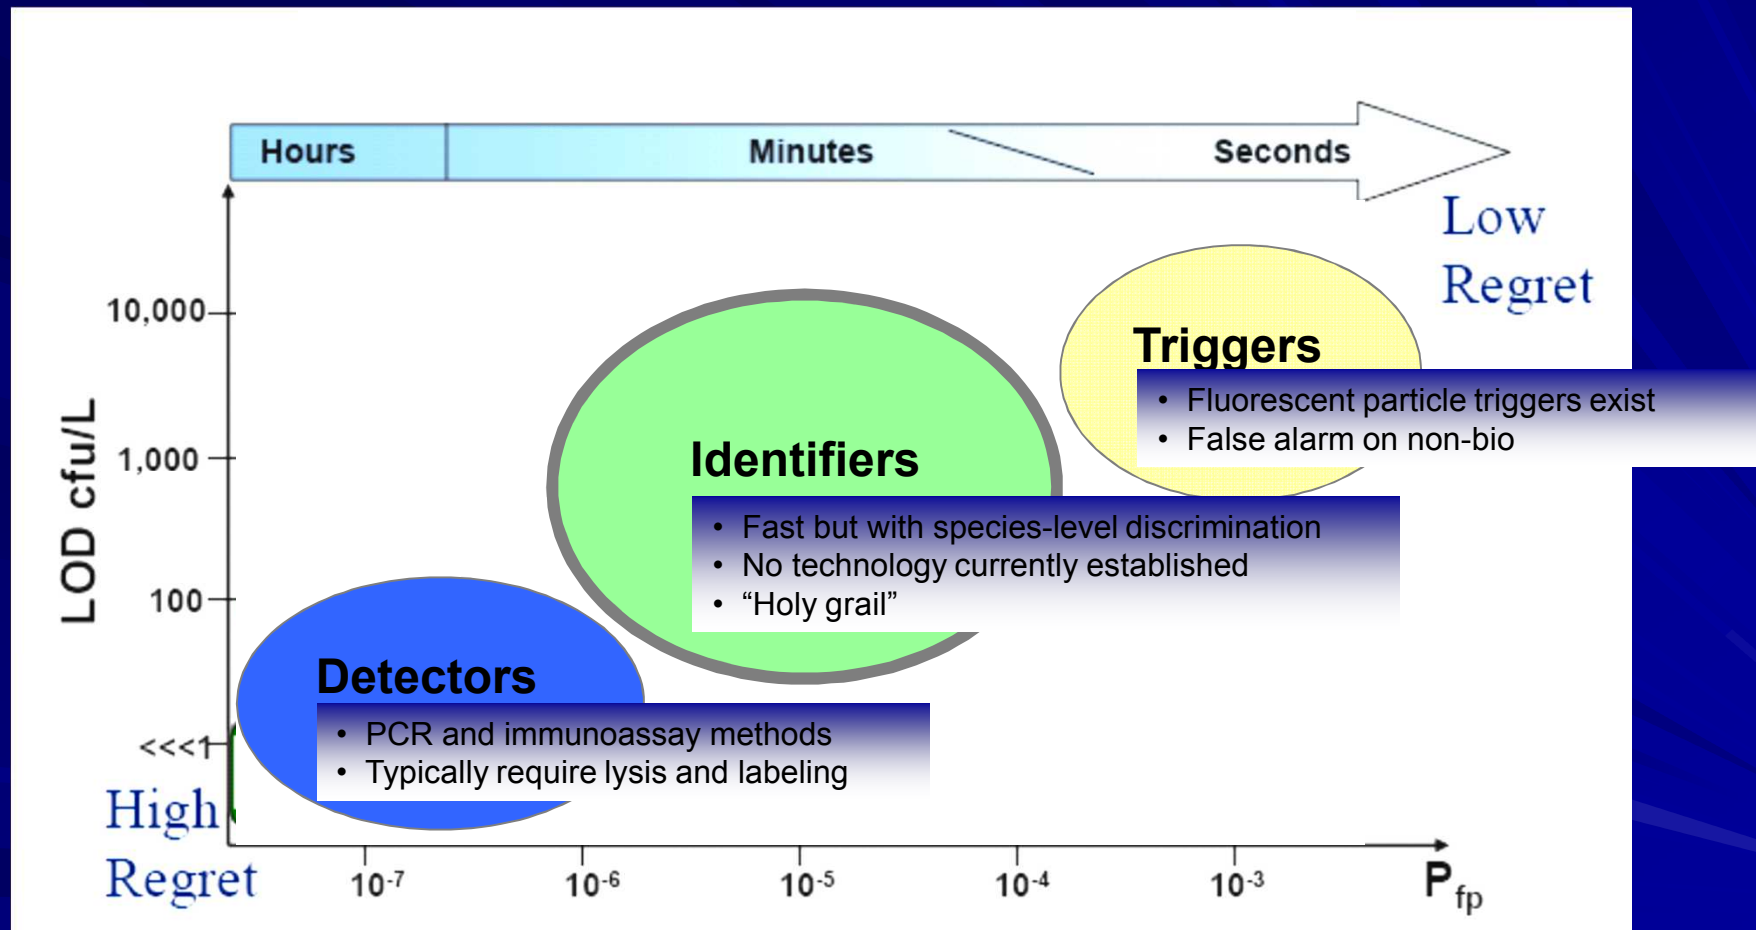 Hours Minutes Seconds
Low
Regret
10,000
1,000
100
<<<1
LOD cfu/L
Triggers
• Fluorescent particle triggers exist
• False alarm on non-bio
Identifiers
• Fast but with species-level discrimination
• No technology currently established
• “Holy grail”
Detectors
• PCR and immunoassay methods
• Typically require lysis and labeling
High
Regret
10⁻⁷ 10⁻⁶ 10⁻⁵ 10⁻⁴ 10⁻³ P_fp